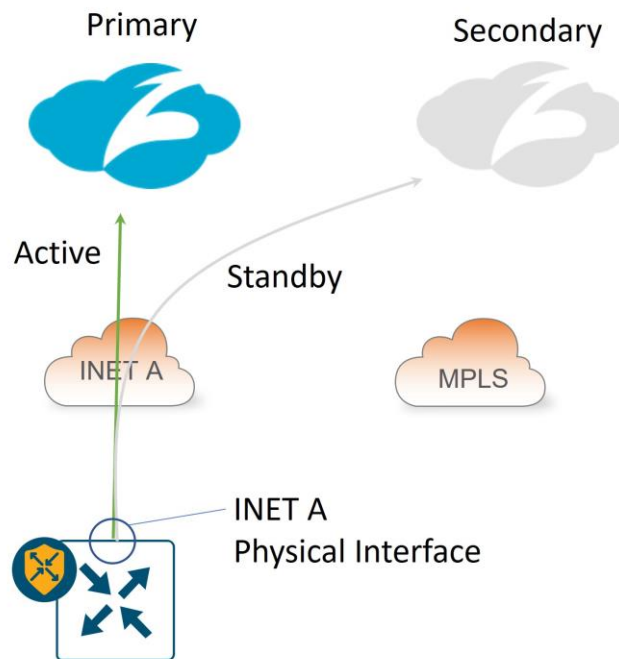 Primary
Secondary
Active
Standby
INET A
MPLS
INET A
Physical Interface